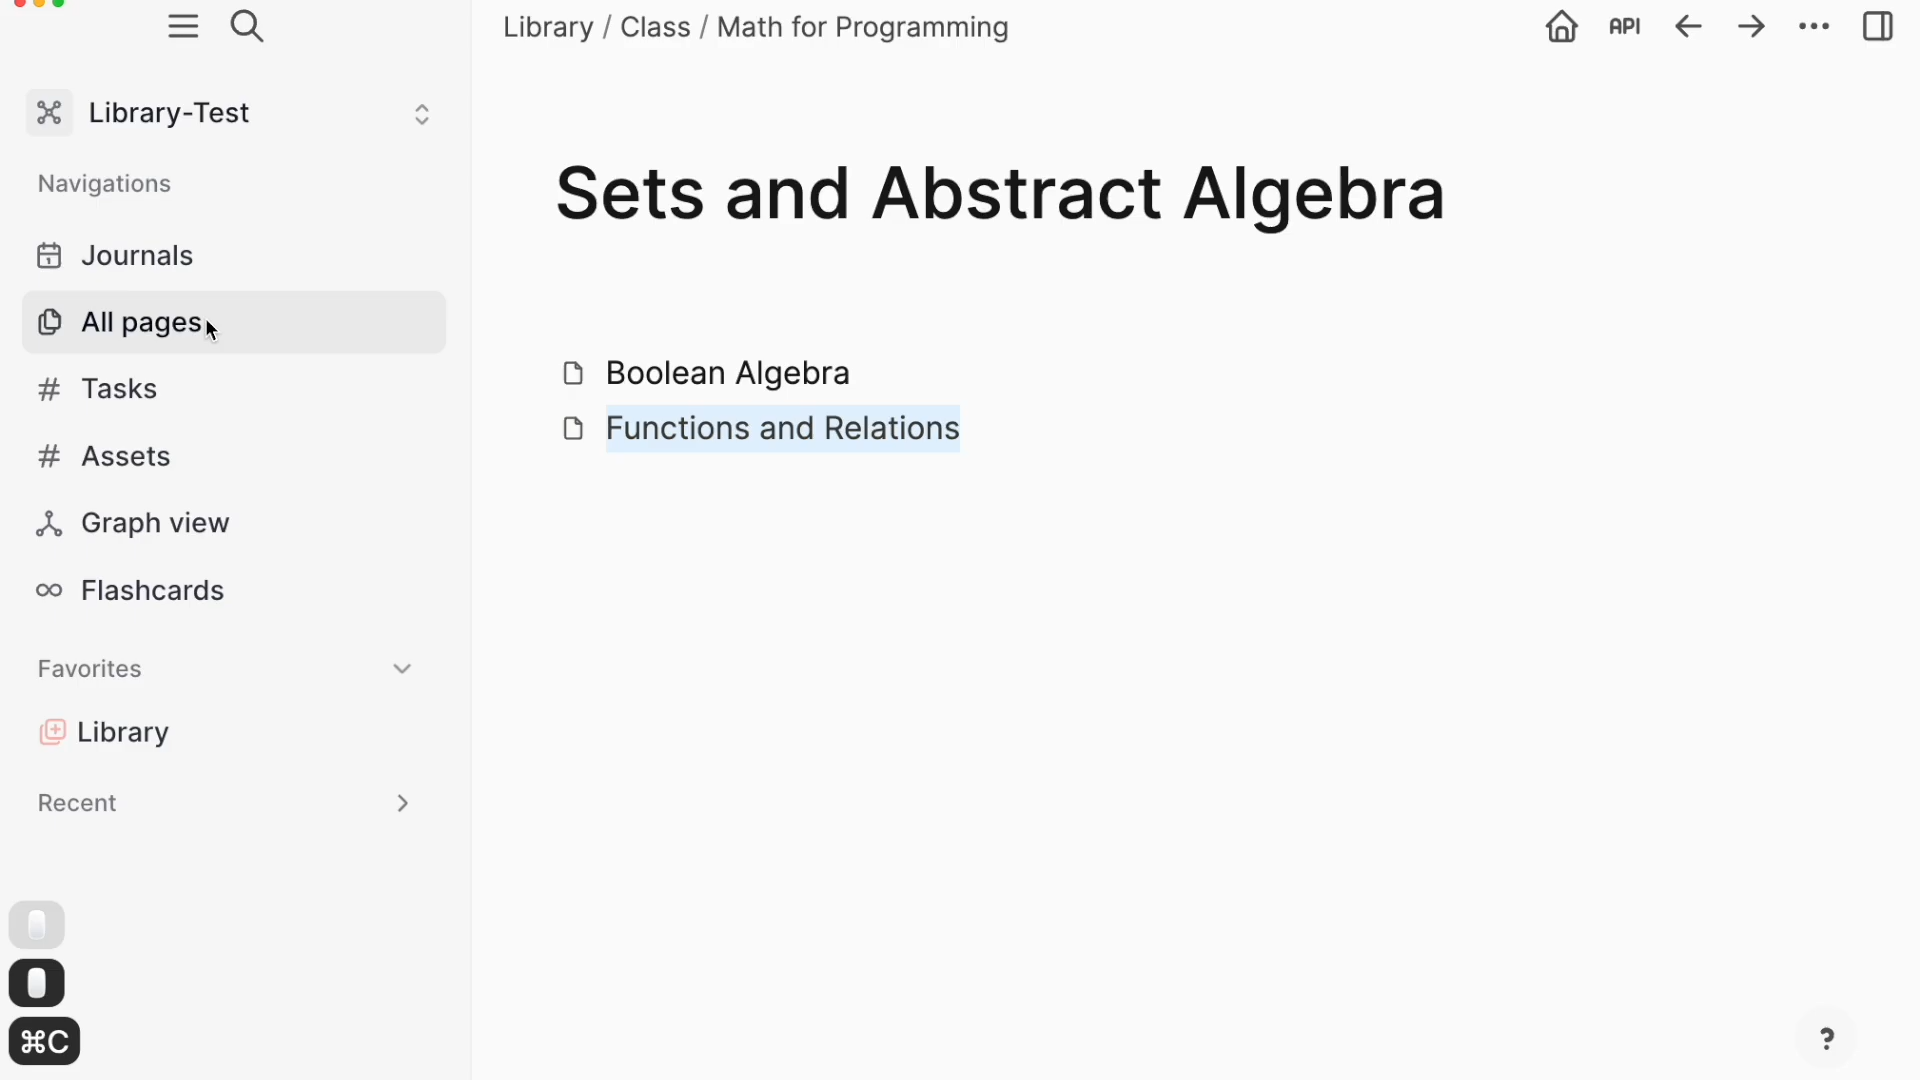 Library / Class / Math for Programming
API
Library-Test
Navigations
Journals
All pages
# Tasks
# Assets
Graph view
Flashcards
Favorites
Library
Recent
Sets and Abstract Algebra
Boolean Algebra
Functions and Relations
⌘C
?